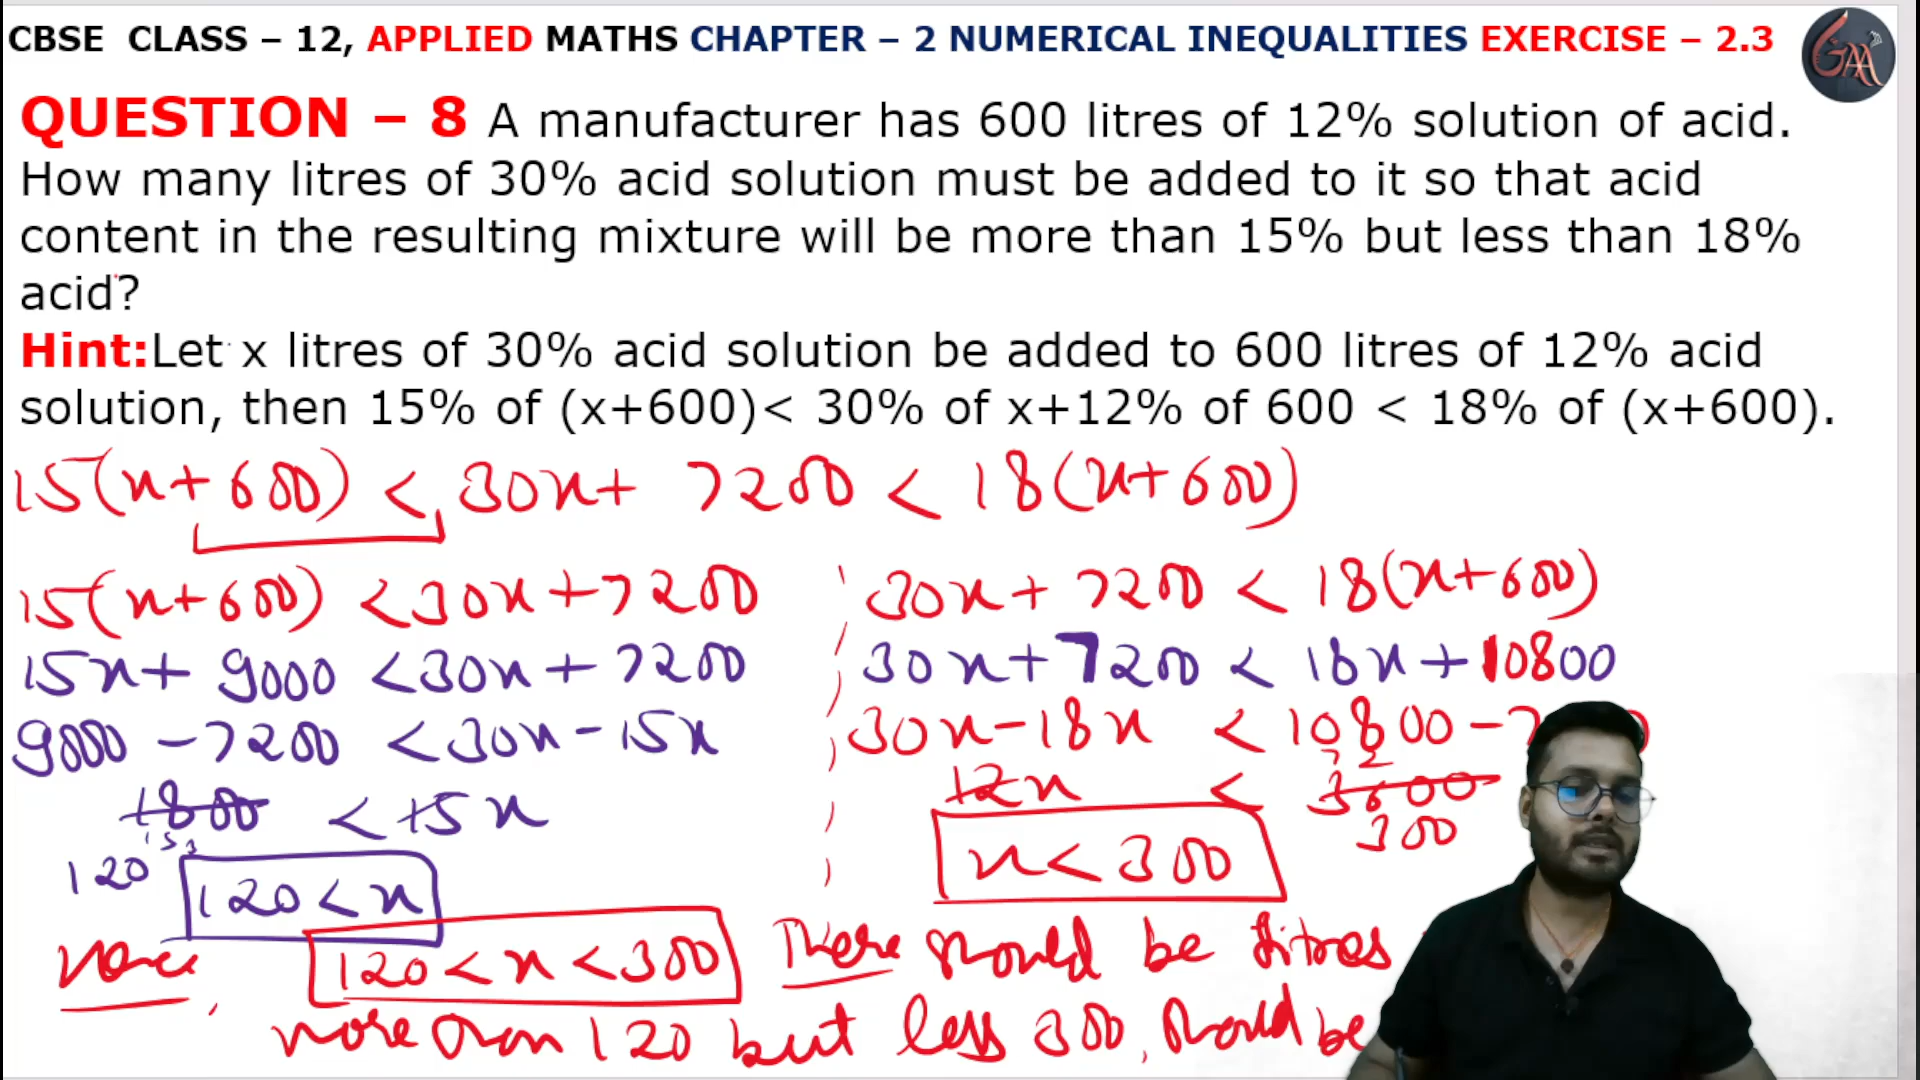 CBSE CLASS – 12, APPLIED MATHS CHAPTER – 2 NUMERICAL INEQUALITIES EXERCISE – 2.3
GAA
QUESTION – 8 A manufacturer has 600 litres of 12% solution of acid.
How many litres of 30% acid solution must be added to it so that acid
content in the resulting mixture will be more than 15% but less than 18%
acid?
Hint:Let x litres of 30% acid solution be added to 600 litres of 12% acid
solution, then 15% of (x+600)< 30% of x+12% of 600 < 18% of (x+600).
15(x+600) < 30x+ 7200 < 18(x+600)
15(x+600) < 30x+7200
30x+ 7200 < 18(x+600)
15x+ 9000 < 30x+7200
30x+7200 < 18x+10800
9000 -7200 < 30x-15x
30x-18x < 10800-7
1800 < 15x
12x < 3600
300
120
120 < x
x < 300
120 < x < 300
There should be litres
more than 120 but less 300, should be